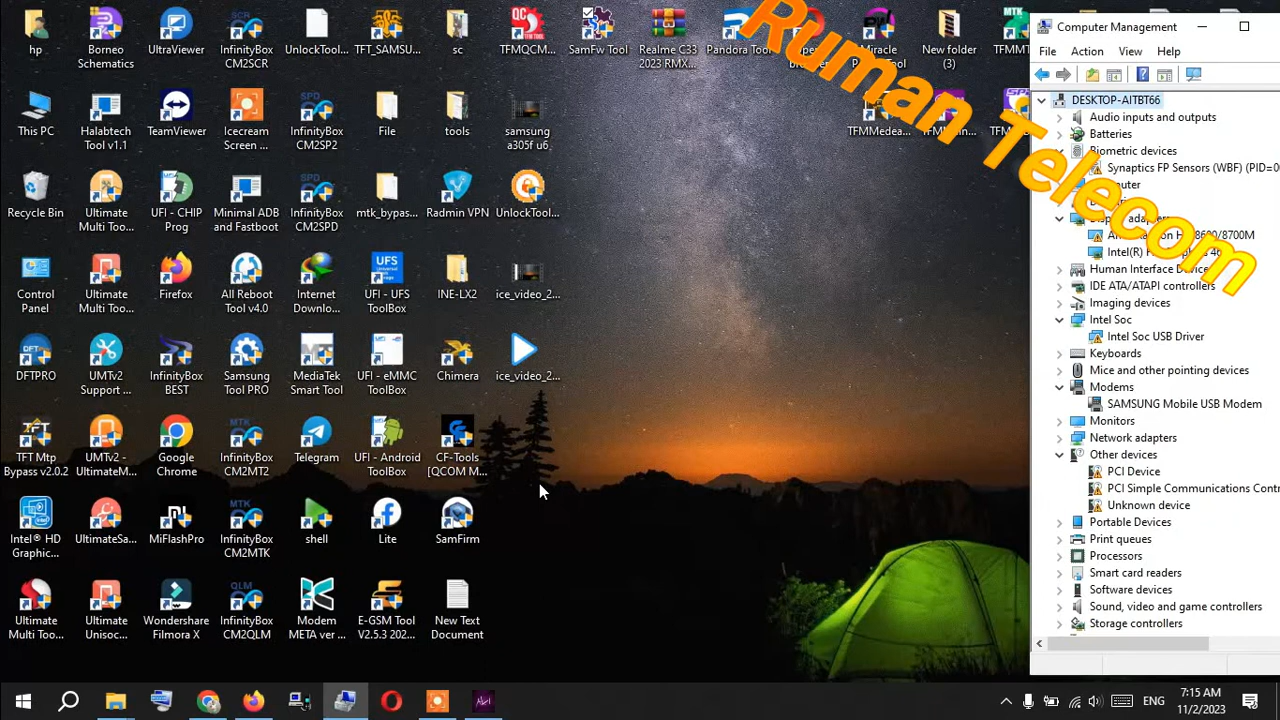 hp
Borneo
Schematics
UltraViewer
InfinityBox
CM2SCR
UnlockTool...
TFT_SAMSU...
sc
TFMQCM...
SamFw Tool
Realme C33
2023 RMX...
Pandora Tool
Miracle
New folder
(3)
This PC
Halabtech
Tool v1.1
TeamViewer
Icecream
Screen ...
InfinityBox
CM2SP2
File
tools
samsung
a305f u6
TFMMedea...
Recycle Bin
Ultimate
Multi Too...
UFI - CHIP
Prog
Minimal ADB
and Fastboot
InfinityBox
CM2SPD
mtk_bypas...
Radmin VPN
UnlockTool...
Control
Panel
Ultimate
Multi Too...
Firefox
All Reboot
Tool v4.0
Internet
Downlo...
UFI - UFS
ToolBox
INE-LX2
ice_video_2...
DFTPRO
UMTv2
Support ...
InfinityBox
BEST
Samsung
Tool PRO
MediaTek
Smart Tool
UFI - eMMC
ToolBox
Chimera
ice_video_2...
TFT Mtp
Bypass v2.0.2
UMTv2 -
UltimateM...
Google
Chrome
InfinityBox
CM2MT2
Telegram
UFI - Android
ToolBox
CF-Tools
[QCOM M...
Intel® HD
Graphic...
UltimateSa...
MiFlashPro
InfinityBox
CM2MTK
shell
Lite
SamFirm
Ultimate
Multi Too...
Ultimate
Unisoc...
Wondershare
Filmora X
InfinityBox
CM2QLM
Modem
META ver ...
E-GSM Tool
V2.5.3 202...
New Text
Document
Ruman Telecom
Computer Management
File Action View Help
DESKTOP-AITBT66
Audio inputs and outputs
Batteries
Biometric devices
Synaptics FP Sensors (WBF) (PID=0
8600/8700M
Intel(R)
Human Interface Devices
IDE ATA/ATAPI controllers
Imaging devices
Intel Soc
Intel Soc USB Driver
Keyboards
Mice and other pointing devices
Modems
SAMSUNG Mobile USB Modem
Monitors
Network adapters
Other devices
PCI Device
PCI Simple Communications Contr
Unknown device
Portable Devices
Print queues
Processors
Smart card readers
Software devices
Sound, video and game controllers
Storage controllers
ENG
7:15 AM
11/2/2023